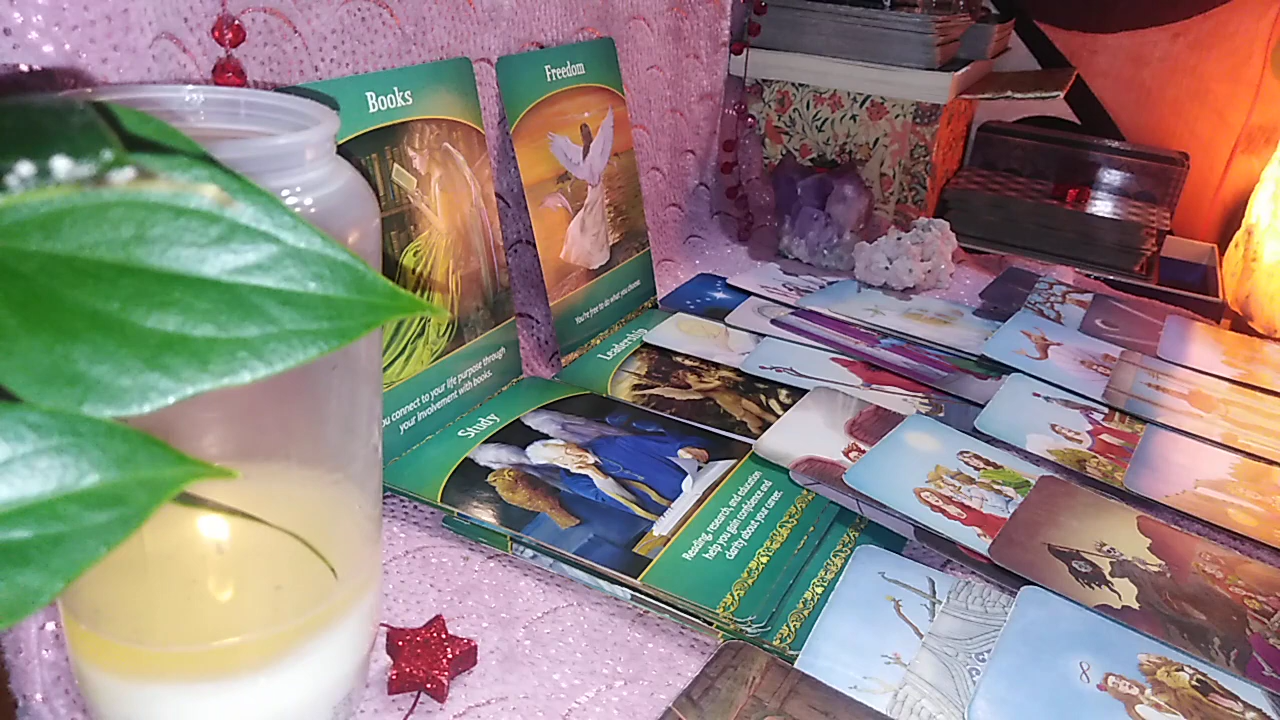 Books
you connect to your life purpose through
your involvement with books.
Freedom
You're free to do what you choose.
Leadership
Study
Reading, research, and education
help you gain confidence and
clarity about your career.